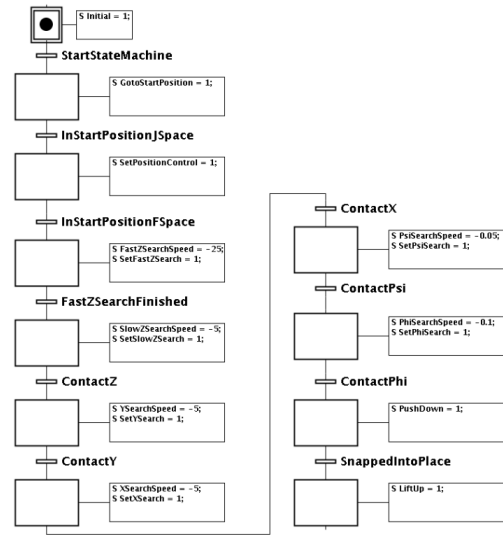 S Initial = 1;
StartStateMachine
S GotoStartPosition = 1;
InStartPositionJSpace
S SetPositionControl = 1;
InStartPositionFSpace
S FastZSearchSpeed = -25;
S SetFastZSearch = 1;
FastZSearchFinished
S SlowZSearchSpeed = -5;
S SetSlowZSearch = 1;
ContactZ
S YSearchSpeed = -5;
S SetYSearch = 1;
ContactY
S XSearchSpeed = -5;
S SetXSearch = 1;
ContactX
S PsiSearchSpeed = -0.05;
S SetPsiSearch = 1;
ContactPsi
S PhiSearchSpeed = -0.1;
S SetPhiSearch = 1;
ContactPhi
S PushDown = 1;
SnappedIntoPlace
S LiftUp = 1;